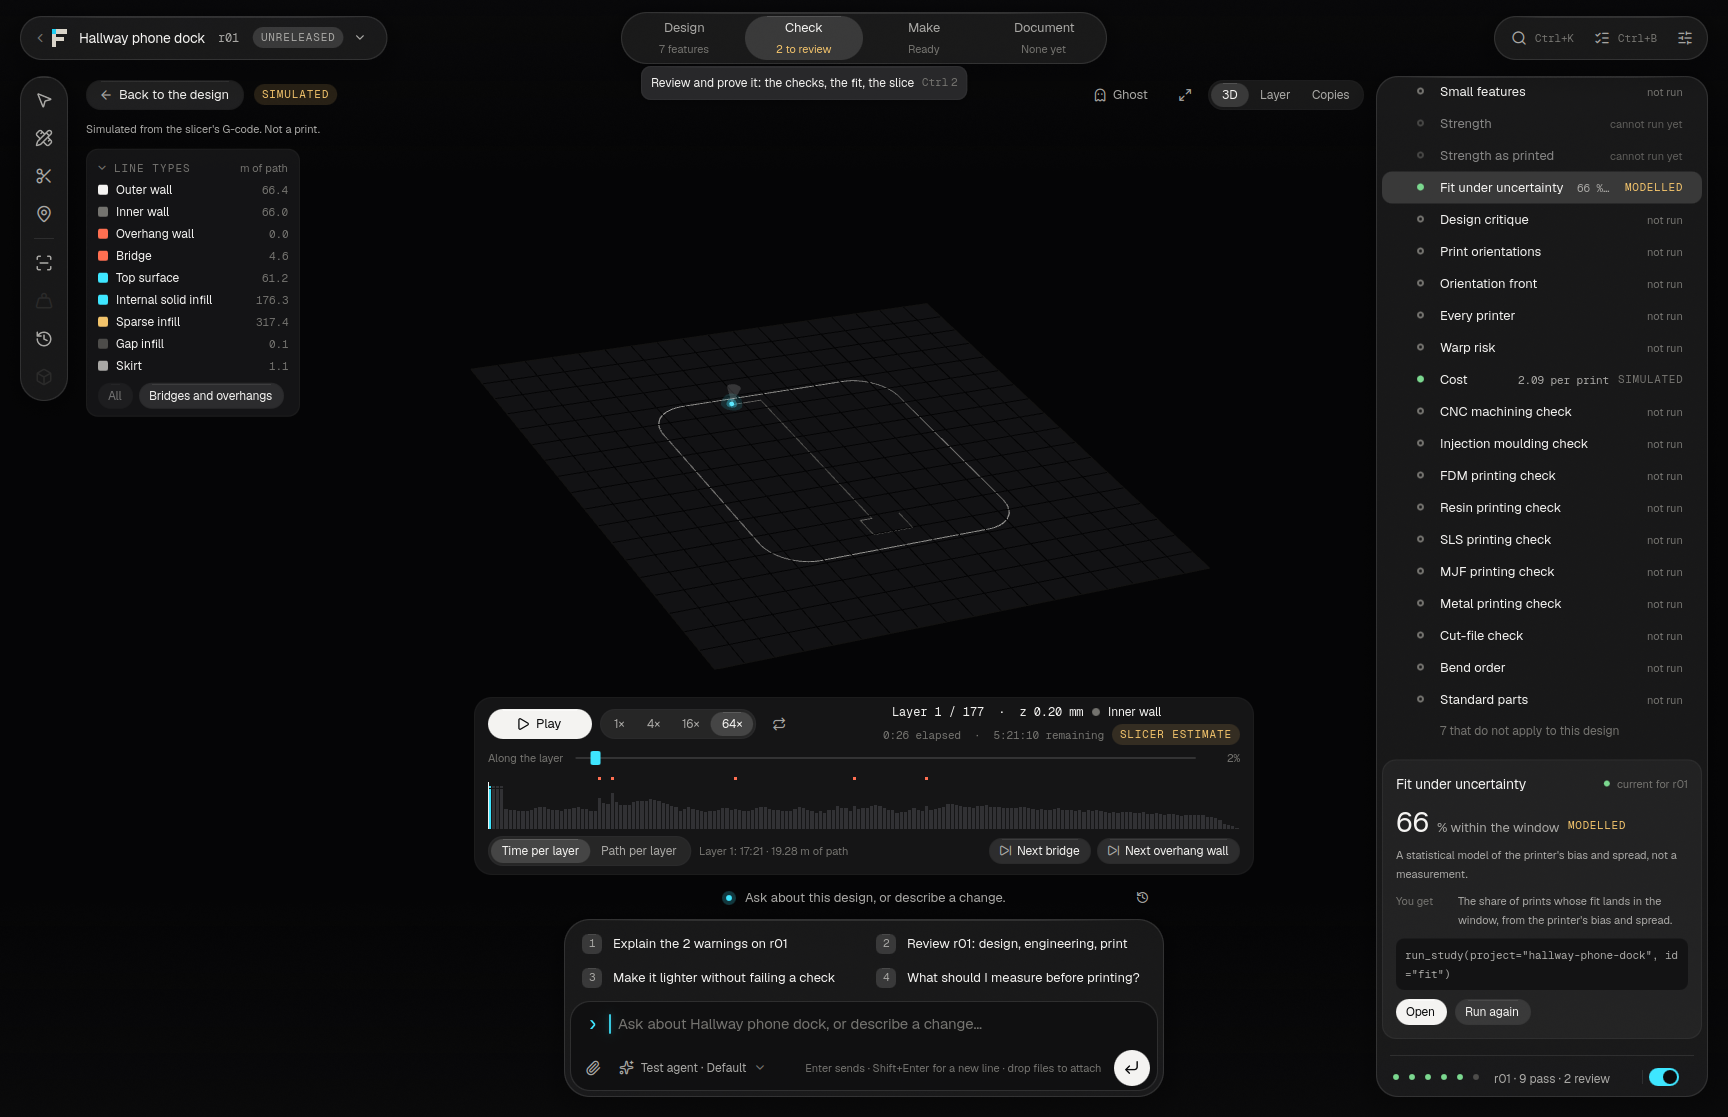 Hallway phone dock r01 UNRELEASED
Design
7 features
Check
2 to review
Make
Ready
Document
None yet
Ctrl+K
Ctrl+B
Review and prove it: the checks, the fit, the slice Ctrl 2
Back to the design
SIMULATED
Simulated from the slicer's G-code. Not a print.
Ghost
3D
Layer
Copies
LINE TYPES m of path
Outer wall 66.4
Inner wall 66.0
Overhang wall 0.0
Bridge 4.6
Top surface 61.2
Internal solid infill 176.3
Sparse infill 317.4
Gap infill 0.1
Skirt 1.1
All
Bridges and overhangs
Small features not run
Strength cannot run yet
Strength as printed cannot run yet
Fit under uncertainty 66 %… MODELLED
Design critique not run
Print orientations not run
Orientation front not run
Every printer not run
Warp risk not run
Cost 2.09 per print SIMULATED
CNC machining check not run
Injection moulding check not run
FDM printing check not run
Resin printing check not run
SLS printing check not run
MJF printing check not run
Metal printing check not run
Cut-file check not run
Bend order not run
Standard parts not run
7 that do not apply to this design
Fit under uncertainty current for r01
66 % within the window MODELLED
A statistical model of the printer's bias and spread, not a
measurement.
You get The share of prints whose fit lands in the
window, from the printer's bias and spread.
run_study(project="hallway-phone-dock", id
="fit")
Open
Run again
r01 · 9 pass · 2 review
Play
1×
4×
16×
64×
Layer 1 / 177 · z 0.20 mm Inner wall
0:26 elapsed · 5:21:10 remaining SLICER ESTIMATE
Along the layer 2%
Time per layer
Path per layer
Layer 1: 17:21 · 19.28 m of path
Next bridge
Next overhang wall
Ask about this design, or describe a change.
1 Explain the 2 warnings on r01
2 Review r01: design, engineering, print
3 Make it lighter without failing a check
4 What should I measure before printing?
Ask about Hallway phone dock, or describe a change...
Test agent · Default
Enter sends · Shift+Enter for a new line · drop files to attach